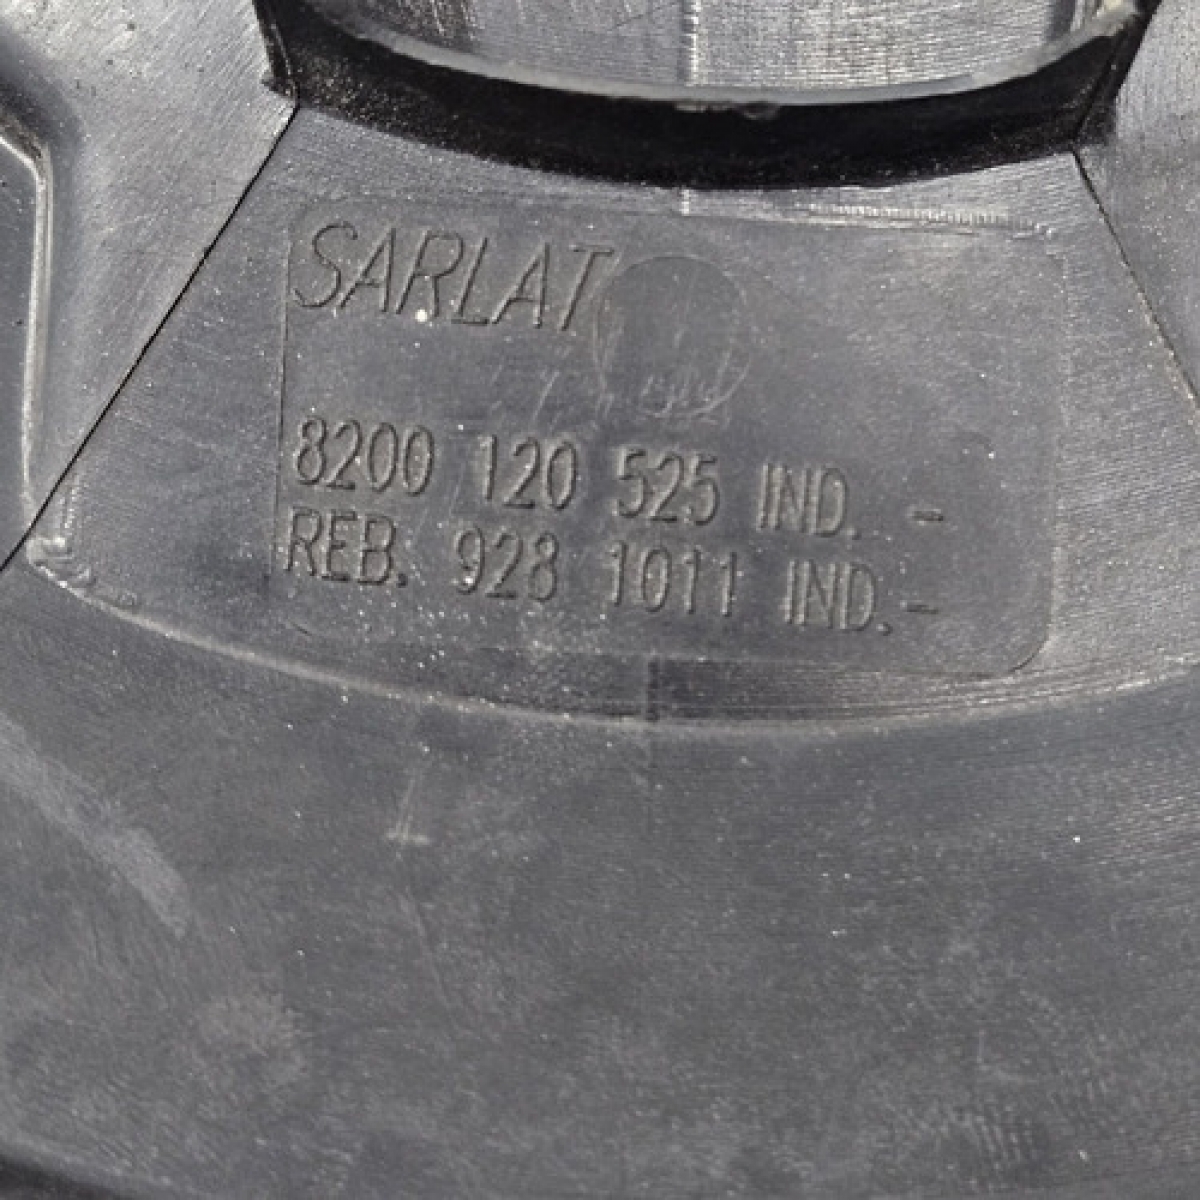 SARLAT
8200 120 525 IND. -
REB. 928 1011 IND. -